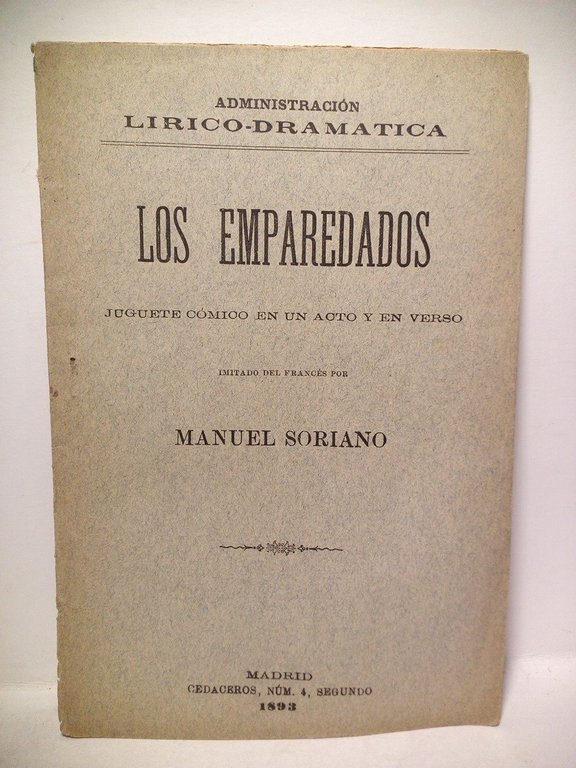 ADMINISTRACIÓN
LIRICO-DRAMATICA
LOS EMPAREDADOS
JUGUETE CÓMICO EN UN ACTO Y EN VERSO
IMITADO DEL FRANCÉS POR
MANUEL SORIANO
MADRID
CEDACEROS, NÚM. 4, SEGUNDO
1893